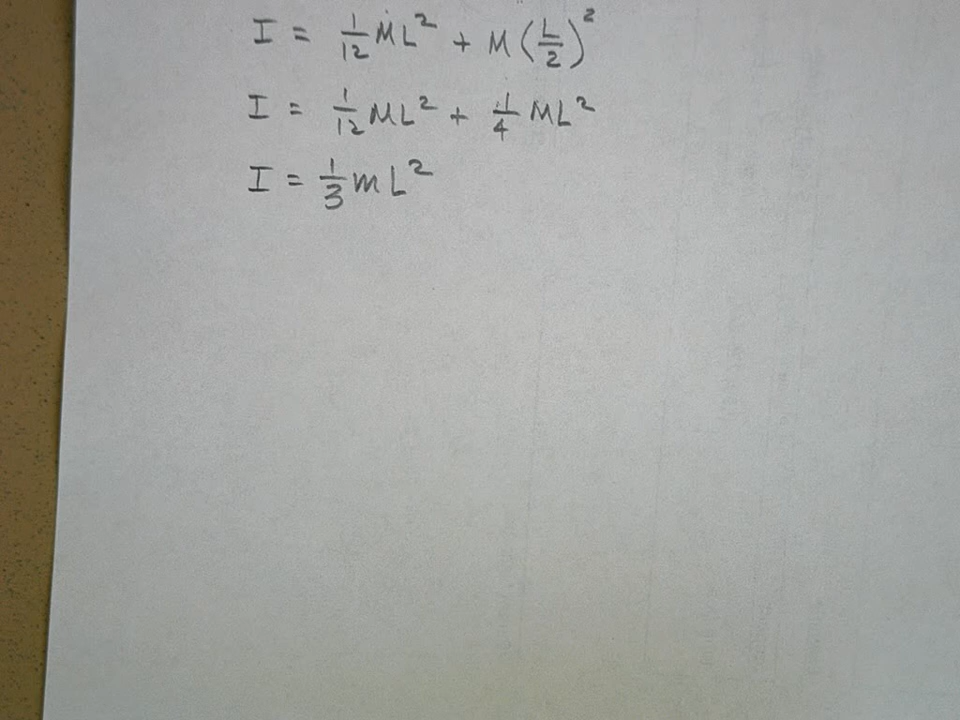 I = 1/12 ML² + M(L/2)²
I = 1/12 ML² + 1/4 ML²
I = 1/3 mL²